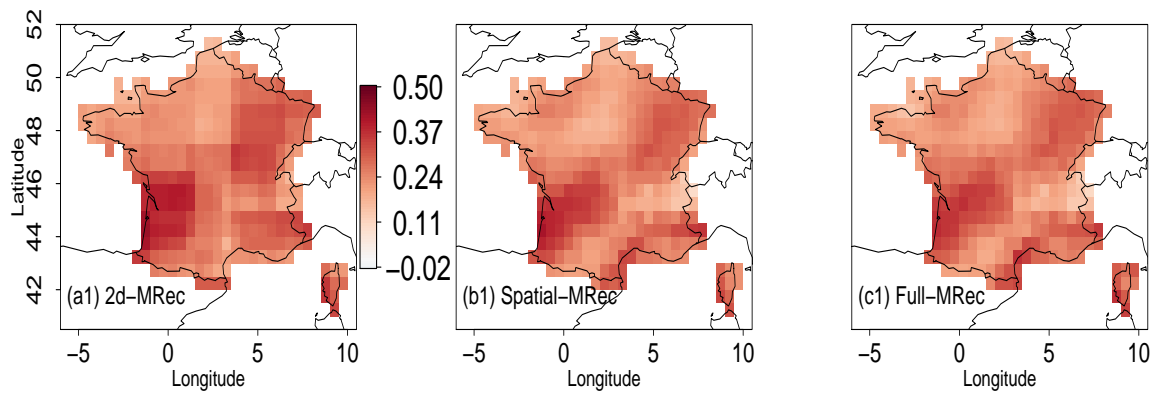 52
50
48
46
44
42
Latitude
0.50
0.37
0.24
0.11
−0.02
(a1) 2d−MRec
(b1) Spatial−MRec
(c1) Full−MRec
−5 0 5 10
−5 0 5 10
−5 0 5 10
Longitude
Longitude
Longitude